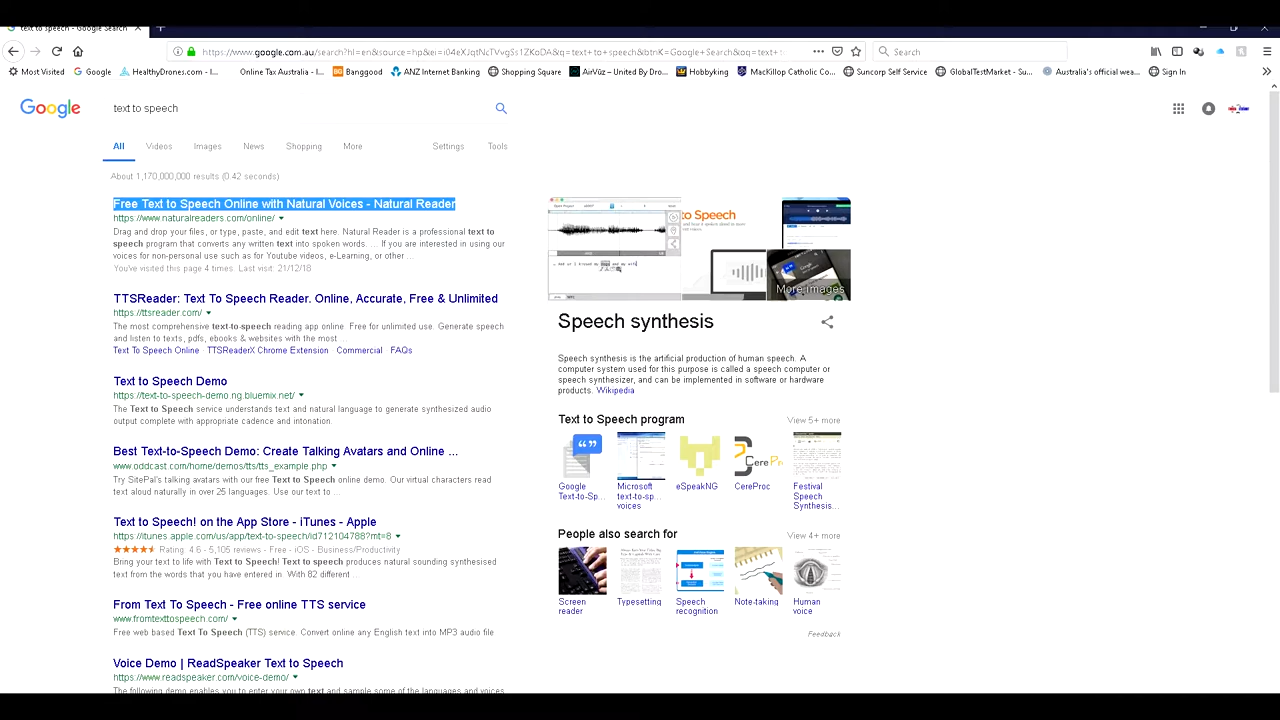 text to speech - Google Search
https://www.google.com.au/search?hl=en&source=hp&ei=
Search
Most Visited
Google
HealthyDrones.com - I...
Online Tax Australia - I...
Banggood
ANZ Internet Banking
Shopping Square
AirVūz – United By Dro...
Hobbyking
MacKillop Catholic Co...
Suncorp Self Service
GlobalTestMarket - Su...
Australia's official wea...
Sign In
Google
text to speech
All
Videos
Images
News
Shopping
More
Settings
Tools
About 1,170,000,000 results (0.42 seconds)
Free Text to Speech Online with Natural Voices - Natural Reader
https://www.naturalreaders.com/online/
Drag and drop your files, or type, paste, and edit text here. Natural Reader is a professional text to
speech program that converts any written text into spoken words. ... If you are interested in using our
voices for non-personal use such as for Youtube videos, e-Learning, or other ...
You've visited this page 4 times. Last visit: 21/12/18
TTSReader: Text To Speech Reader. Online, Accurate, Free & Unlimited
https://ttsreader.com/
The most comprehensive text-to-speech reading app online. Free for unlimited use. Generate speech
and listen to texts, pdfs, ebooks & websites with the most ...
Text To Speech Online
TTSReaderX Chrome Extension
Commercial
FAQs
Text to Speech Demo
https://text-to-speech-demo.ng.bluemix.net/
The Text to Speech service understands text and natural language to generate synthesized audio
output complete with appropriate cadence and intonation.
Best Text-to-Speech Demo: Create Talking Avatars and Online ...
www.oddcast.com/home/demos/tts/tts_example.php
Try SitePal's talking avatars with our free Text to Speech online demo. Our virtual characters read
text aloud naturally in over 25 languages. Use our text to ...
Text to Speech! on the App Store - iTunes - Apple
https://itunes.apple.com/us/app/text-to-speech/id712104788?mt=8
Rating: 4.6 - 5,105 reviews - Free - iOS - Business/Productivity
Bring your text to life with Text to Speech! Text to speech produces natural sounding synthesised
text from the words that you have entered in. With 82 different ...
From Text To Speech - Free online TTS service
www.fromtexttospeech.com/
Free web based Text To Speech (TTS) service. Convert online any English text into MP3 audio file
Voice Demo | ReadSpeaker Text to Speech
https://www.readspeaker.com/voice-demo/
The following demo enables you to enter your own text and sample some of the languages and voices
to Speech
More images
Speech synthesis
Speech synthesis is the artificial production of human speech. A
computer system used for this purpose is called a speech computer or
speech synthesizer, and can be implemented in software or hardware
products. Wikipedia
Text to Speech program
View 5+ more
Google
Text-to-Sp...
Microsoft
text-to-sp...
voices
eSpeakNG
CerePro
CereProc
Festival
Speech
Synthesis...
People also search for
View 4+ more
Screen
reader
Typesetting
Speech
recognition
Note-taking
Human
voice
Feedback